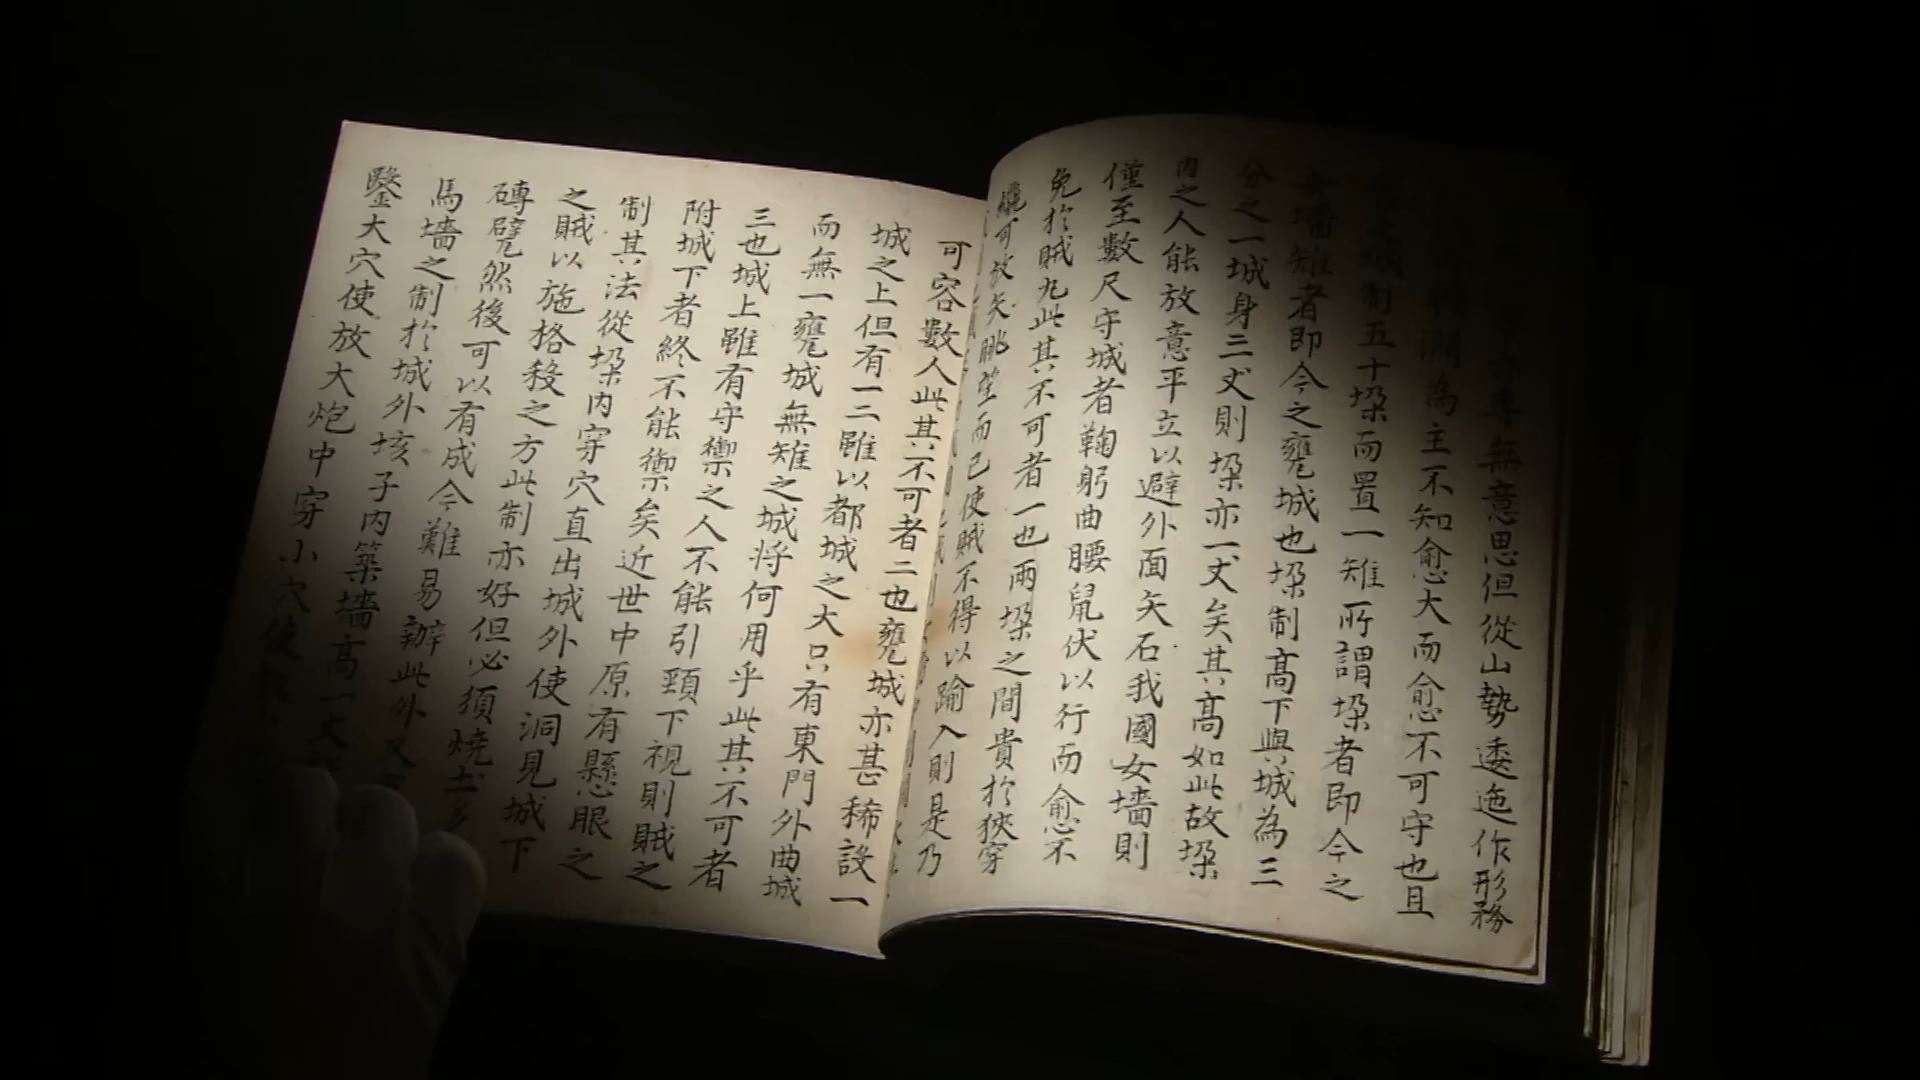 無意思但從山勢逶迤作形務
為主不知愈大而愈不可守也且
制五十垜而置一雉所謂垜者即今之
墻雉者即今之甕城也垜制高下與城為三
分之一城身三丈則垜亦一丈矣其高如此故垜
內之人能放意平立以避外面矢石我國女墻則
僅至數尺守城者鞠躬曲腰鼠伏以行而愈不
免於賊丸此其不可者一也兩垜之間貴於狹窄
可放矢眺望而已使賊不得以踰入則是乃
可容數人此其不可者二也甕城亦甚稀設一
城之上但有一二雖以都城之大只有東門外曲城
而無一甕城無雉之城將何用乎此其不可者
三也城上雖有守禦之人不能引頸下視則賊之
附城下者終不能禦矣近世中原有懸眼之
制其法從垜內穿穴直出城外使洞見城下
之賊以施格殺之方此制亦好但必須燒土多
磚甓然後可以有成今難易辦此外又
馬墻之制於城外垓子內築墻高一丈
鑿大穴使放大炮中穿小穴使